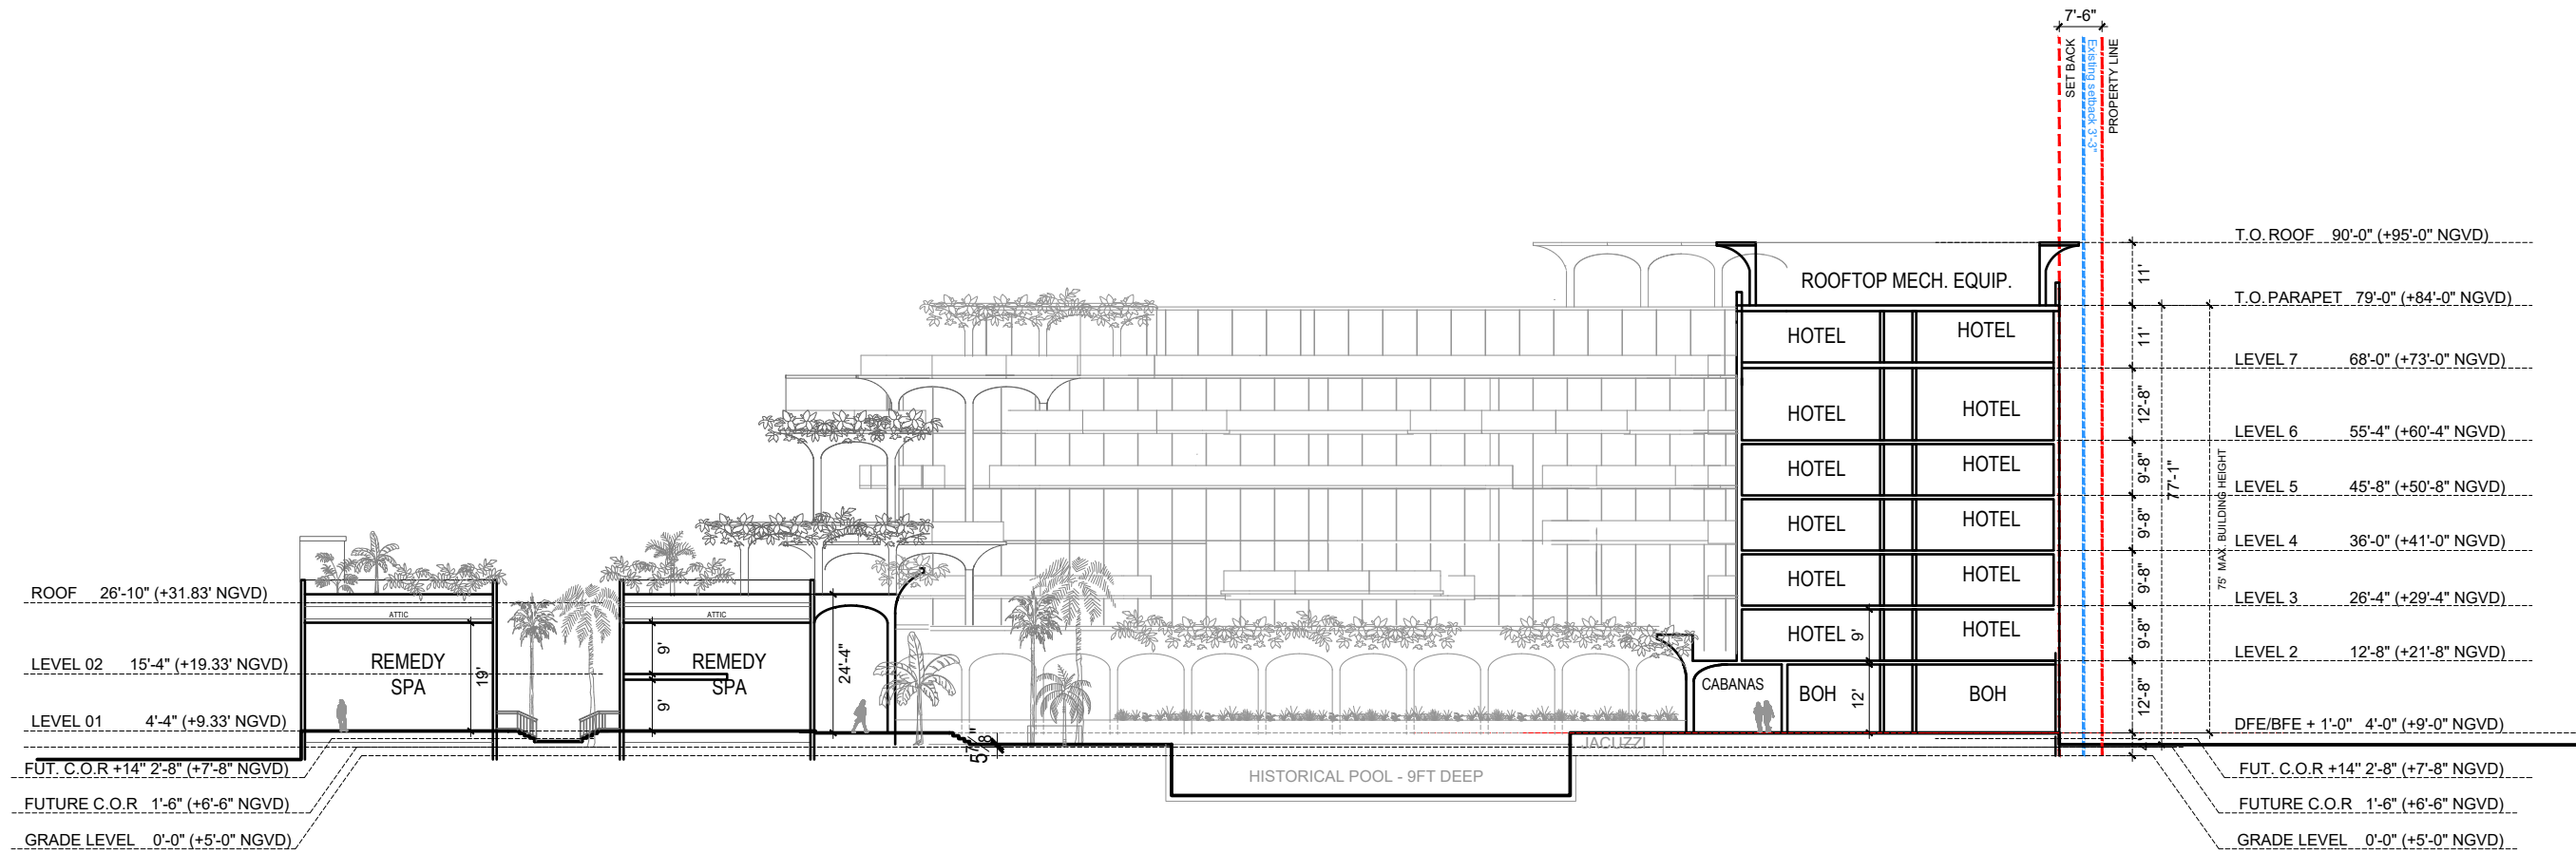 7'-6"
SET BACK
Existing setback 3'-3"
PROPERTY LINE
T.O. ROOF 90'-0" (+95'-0" NGVD)
11'
ROOFTOP MECH. EQUIP.
T.O. PARAPET 79'-0" (+84'-0" NGVD)
HOTEL HOTEL
11'
LEVEL 7 68'-0" (+73'-0" NGVD)
HOTEL HOTEL
12'-8"
LEVEL 6 55'-4" (+60'-4" NGVD)
HOTEL HOTEL
9'-8"
77'-1"
75' MAX. BUILDING HEIGHT
LEVEL 5 45'-8" (+50'-8" NGVD)
HOTEL HOTEL
9'-8"
LEVEL 4 36'-0" (+41'-0" NGVD)
HOTEL HOTEL
9'-8"
LEVEL 3 26'-4" (+29'-4" NGVD)
HOTEL 9' HOTEL
9'-8"
LEVEL 2 12'-8" (+21'-8" NGVD)
CABANAS
BOH 12' BOH
12'-8"
DFE/BFE + 1'-0" 4'-0" (+9'-0" NGVD)
FUT. C.O.R +14" 2'-8" (+7'-8" NGVD)
FUTURE C.O.R 1'-6" (+6'-6" NGVD)
GRADE LEVEL 0'-0" (+5'-0" NGVD)
ROOF 26'-10" (+31.83' NGVD)
ATTIC
ATTIC
LEVEL 02 15'-4" (+19.33' NGVD)
REMEDY
SPA
19'
9'
9'
REMEDY
SPA
24'-4"
LEVEL 01 4'-4" (+9.33' NGVD)
FUT. C.O.R +14" 2'-8" (+7'-8" NGVD)
FUTURE C.O.R 1'-6" (+6'-6" NGVD)
GRADE LEVEL 0'-0" (+5'-0" NGVD)
JACUZZI
HISTORICAL POOL - 9FT DEEP